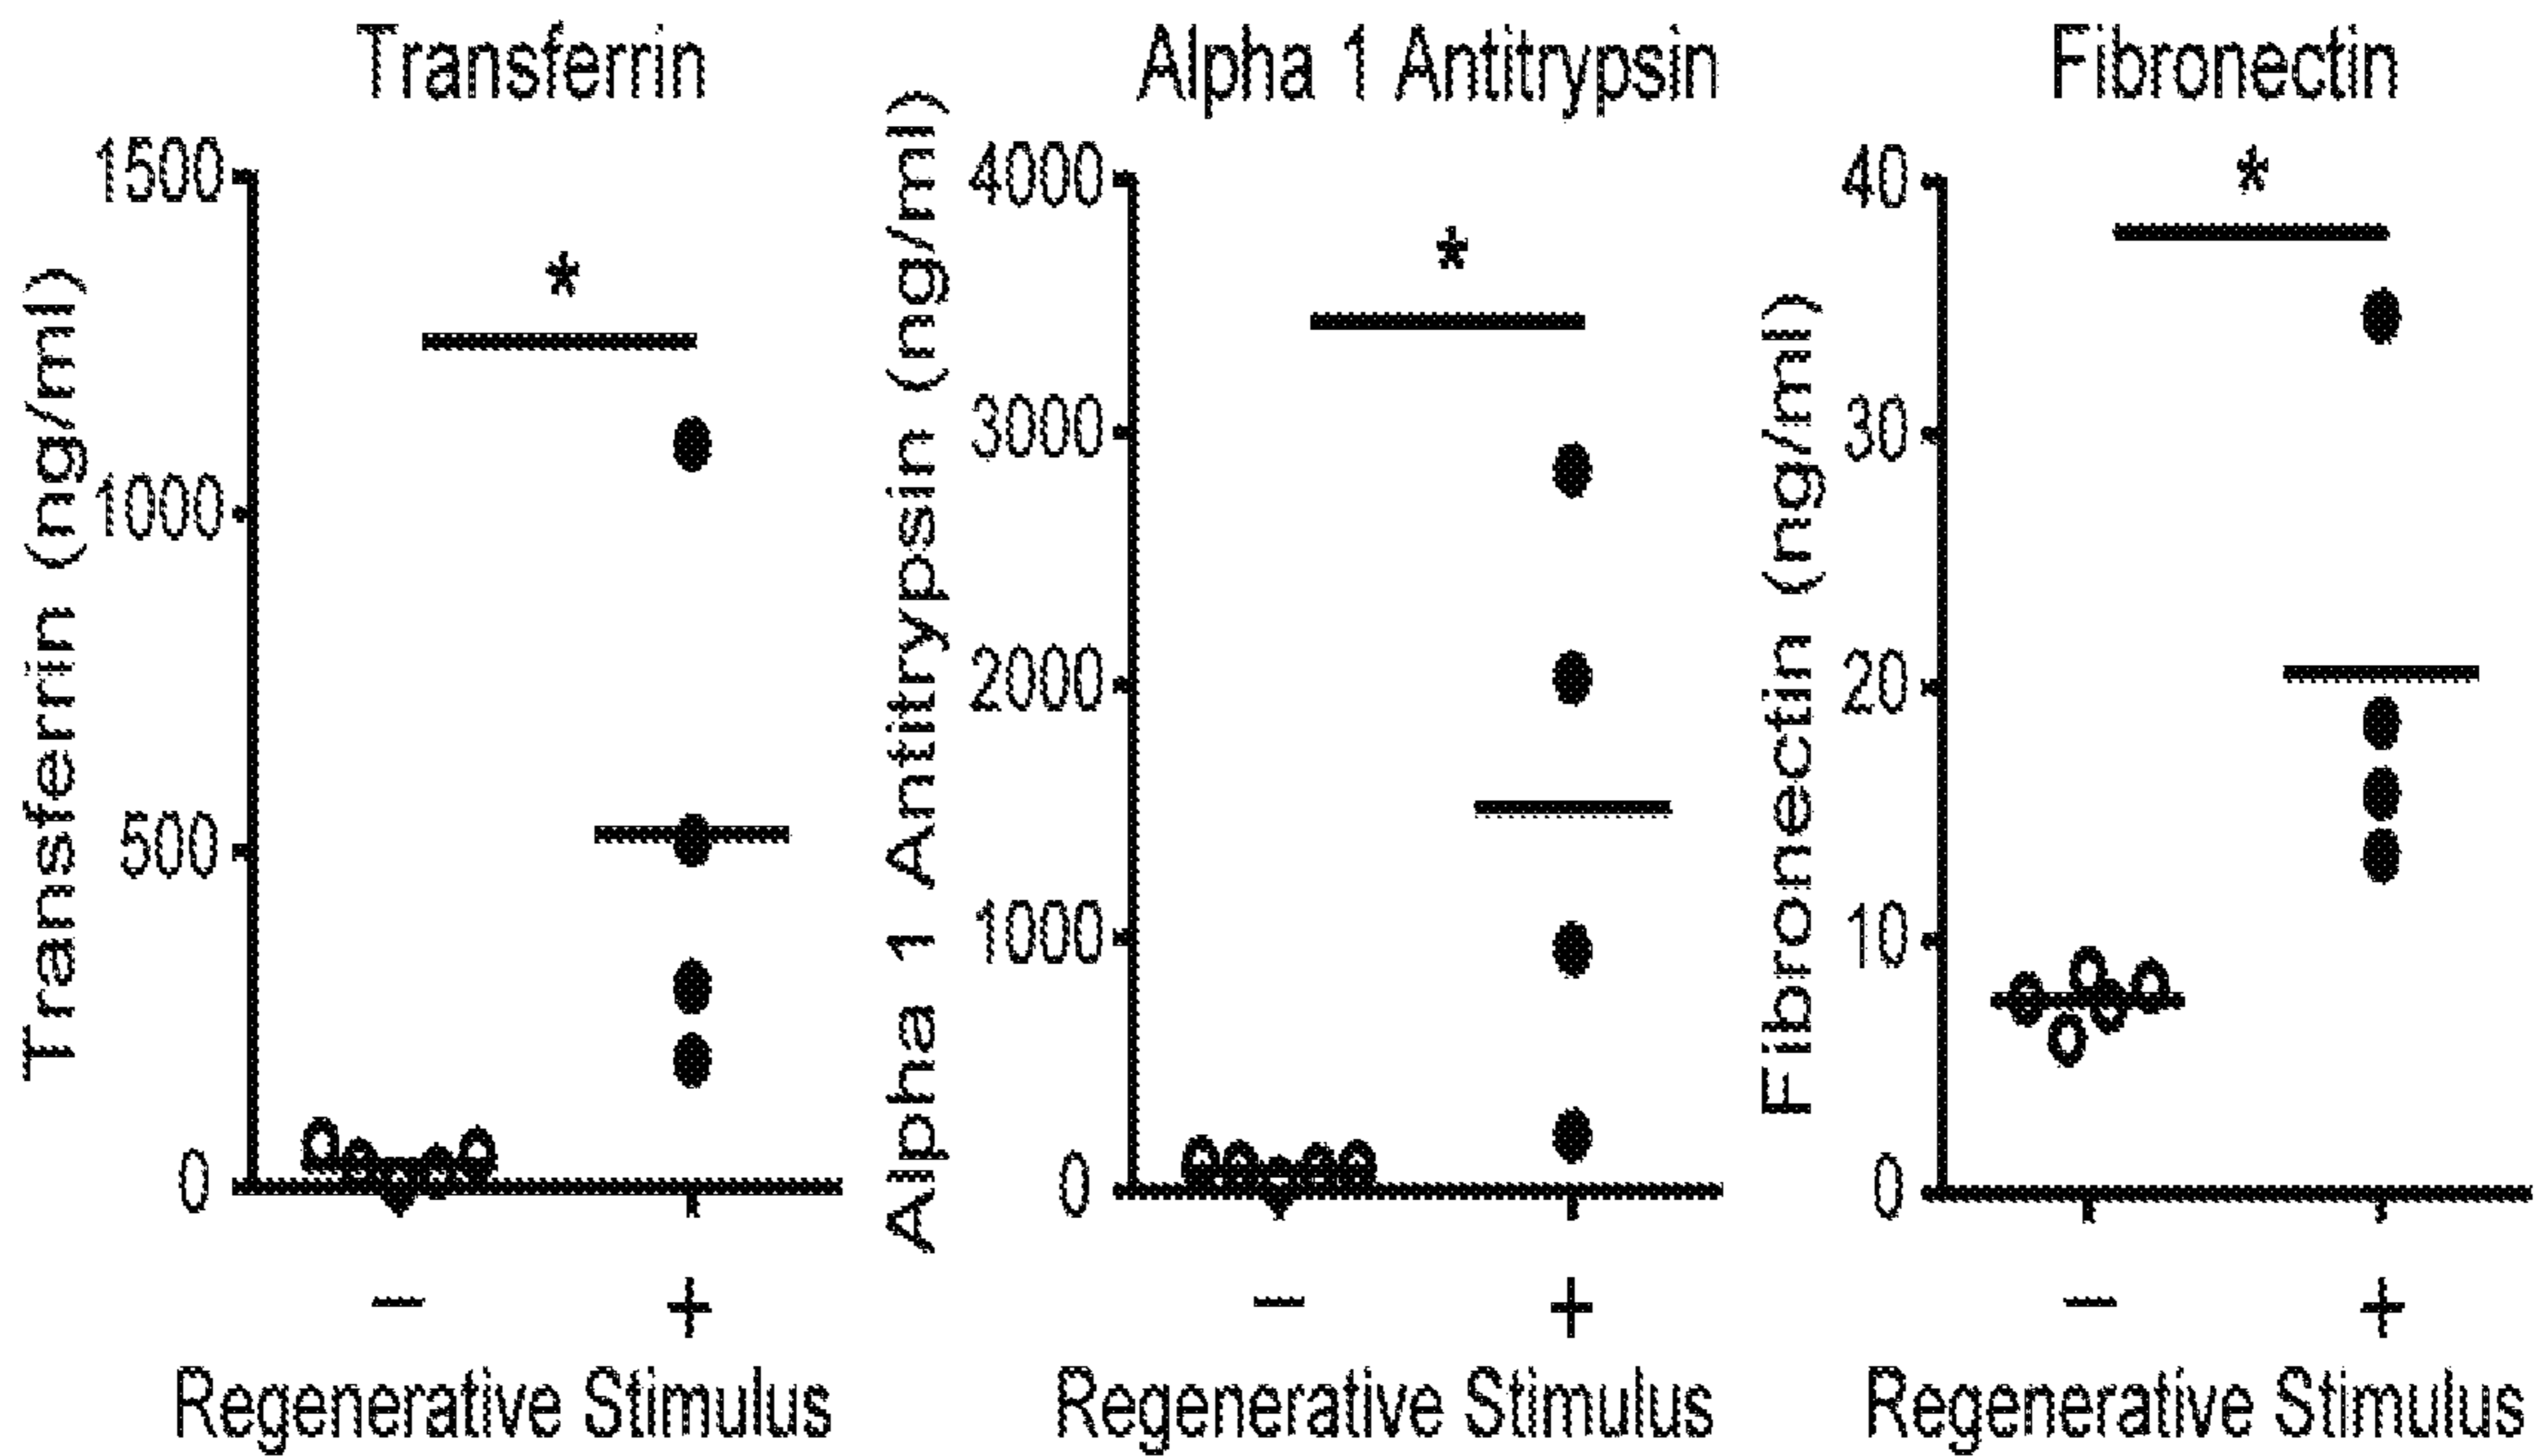 Transferrin
Transferrin (ng/ml)
1500
1000
500
0
*
– +
Regenerative Stimulus
Alpha 1 Antitrypsin
Alpha 1 Antitrypsin (ng/ml)
4000
3000
2000
1000
0
*
– +
Regenerative Stimulus
Fibronectin
Fibronectin (ng/ml)
40
30
20
10
0
*
– +
Regenerative Stimulus